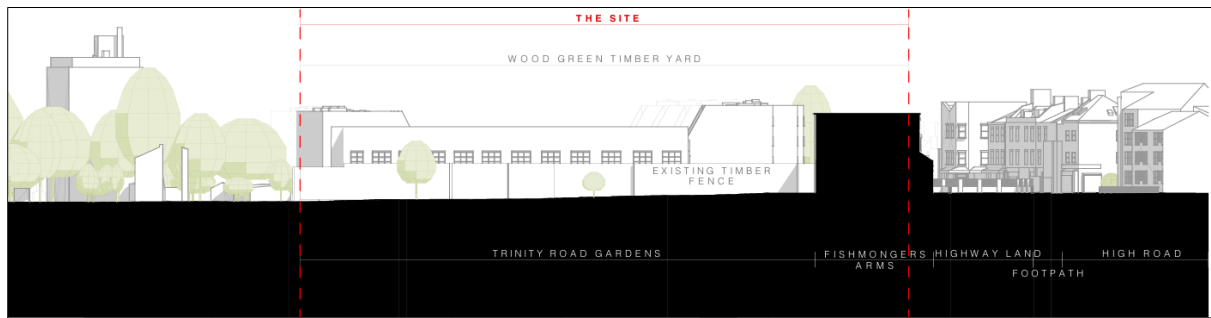 THE SITE
WOOD GREEN TIMBER YARD
EXISTING TIMBER
FENCE
TRINITY ROAD GARDENS
FISHMONGERS
ARMS
HIGHWAY LAND
FOOTPATH
HIGH ROAD